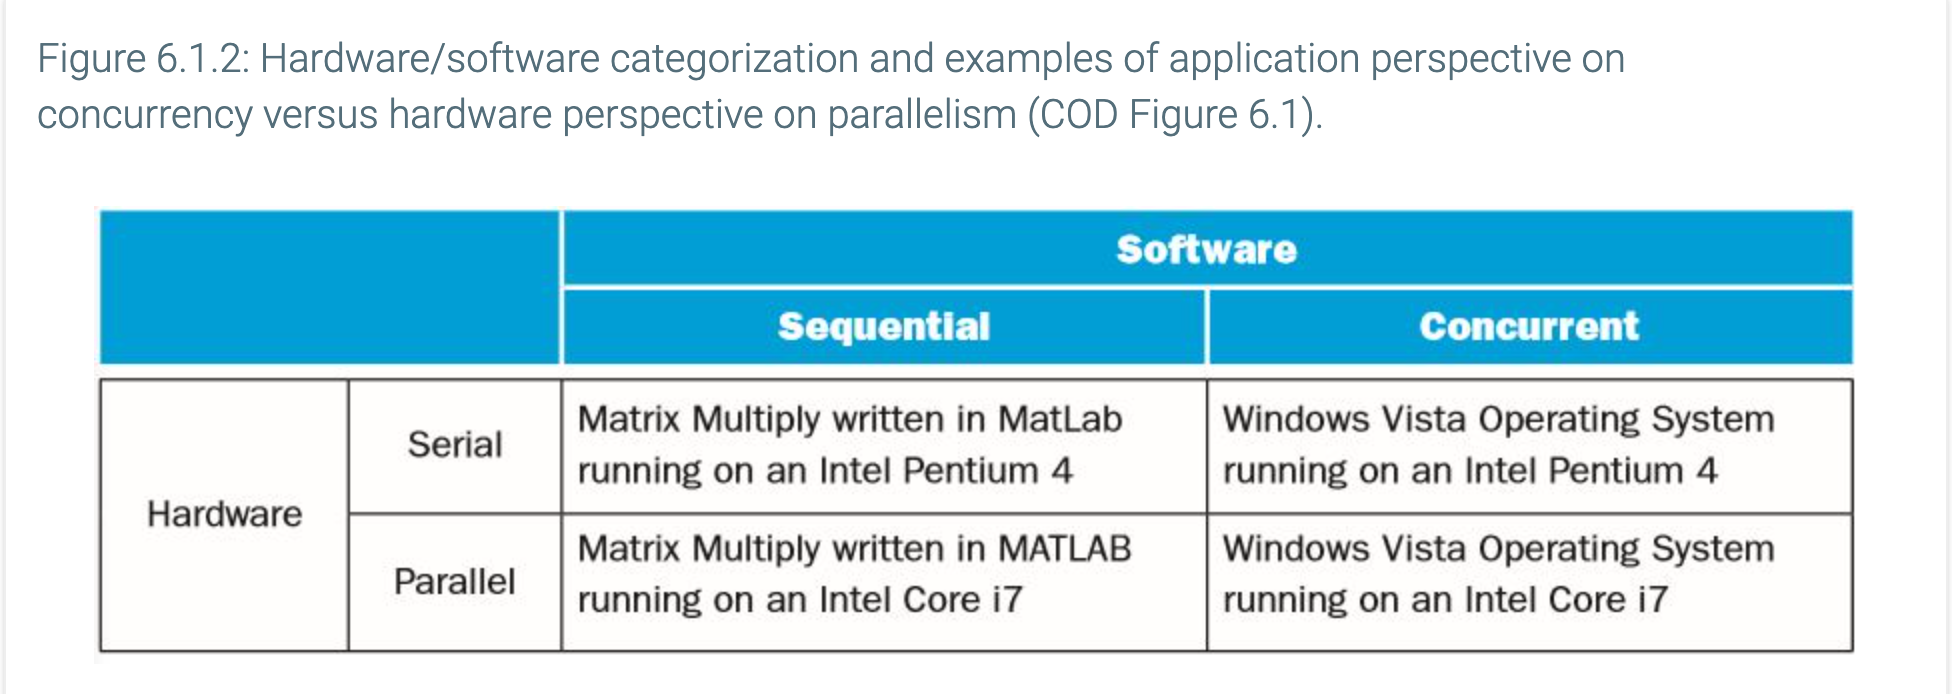 Figure 6.1.2: Hardware/software categorization and examples of application perspective on
concurrency versus hardware perspective on parallelism (COD Figure 6.1).
Software
Sequential
Concurrent
Hardware
Serial
Matrix Multiply written in MatLab
running on an Intel Pentium 4
Windows Vista Operating System
running on an Intel Pentium 4
Parallel
Matrix Multiply written in MATLAB
running on an Intel Core i7
Windows Vista Operating System
running on an Intel Core i7